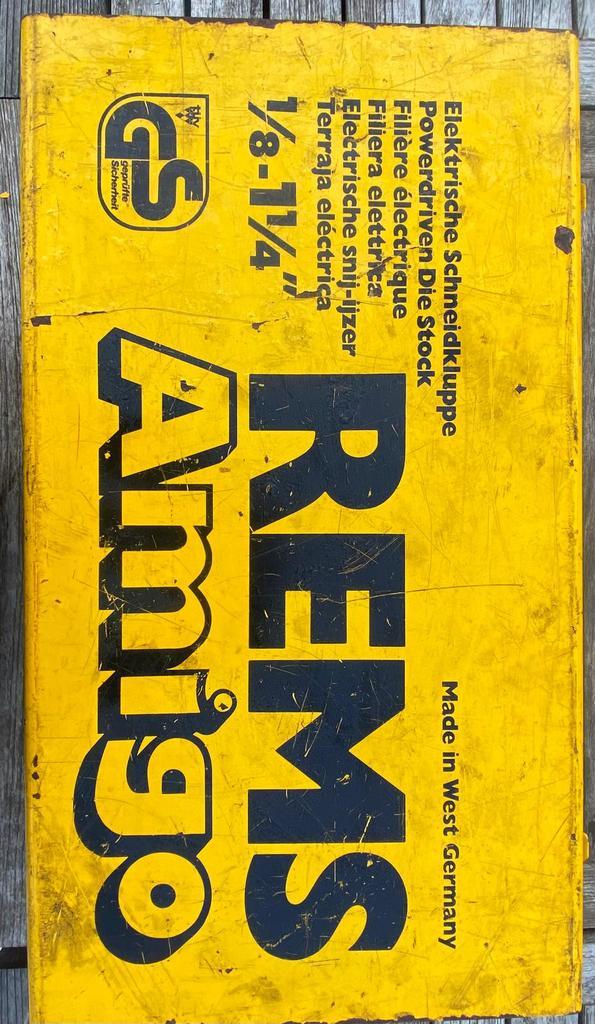 Elektrische Schneidkluppe
Powerdriven Die Stock
Filière électrique
Filiera elettrica
Electrische snij-ijzer
Terraja eléctrica
1/8-1 1/4"
GS
geprüfte
Sicherheit
Made in West Germany
REMS
Amigo